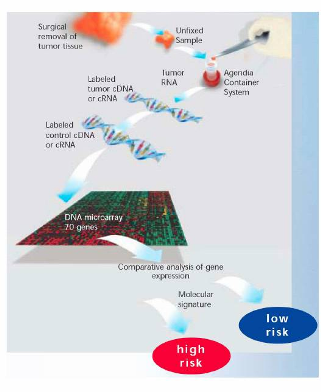 Surgical
removal of
tumor tissue
Unfixed
Sample
Tumor
RNA
Agendia
Container
System
Labeled
tumor cDNA
or cRNA
Labeled
control cDNA
or cRNA
DNA microarray
70 genes
Comparative analysis of gene
expression
Molecular
signature
low
risk
high
risk